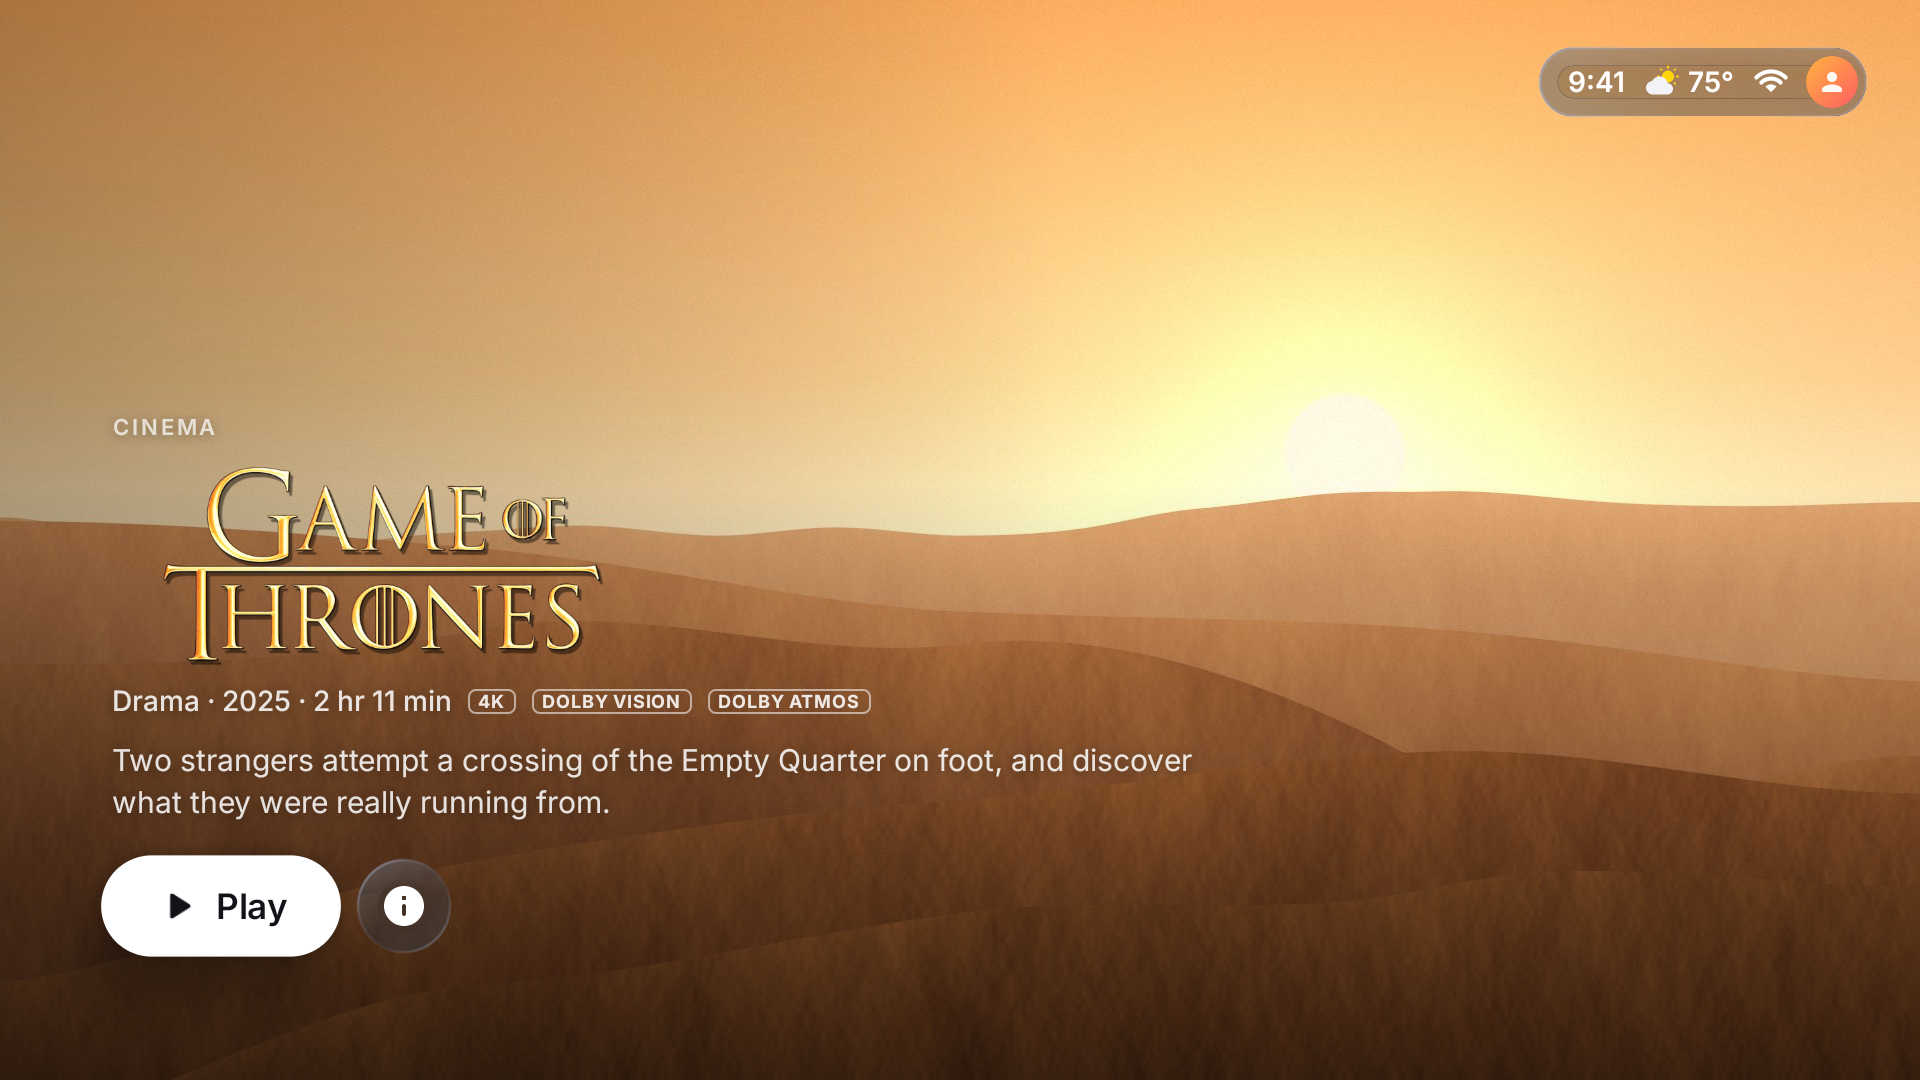 9:41 75°
CINEMA
GAME OF
THRONES
Drama · 2025 · 2 hr 11 min 4K DOLBY VISION DOLBY ATMOS
Two strangers attempt a crossing of the Empty Quarter on foot, and discover
what they were really running from.
Play